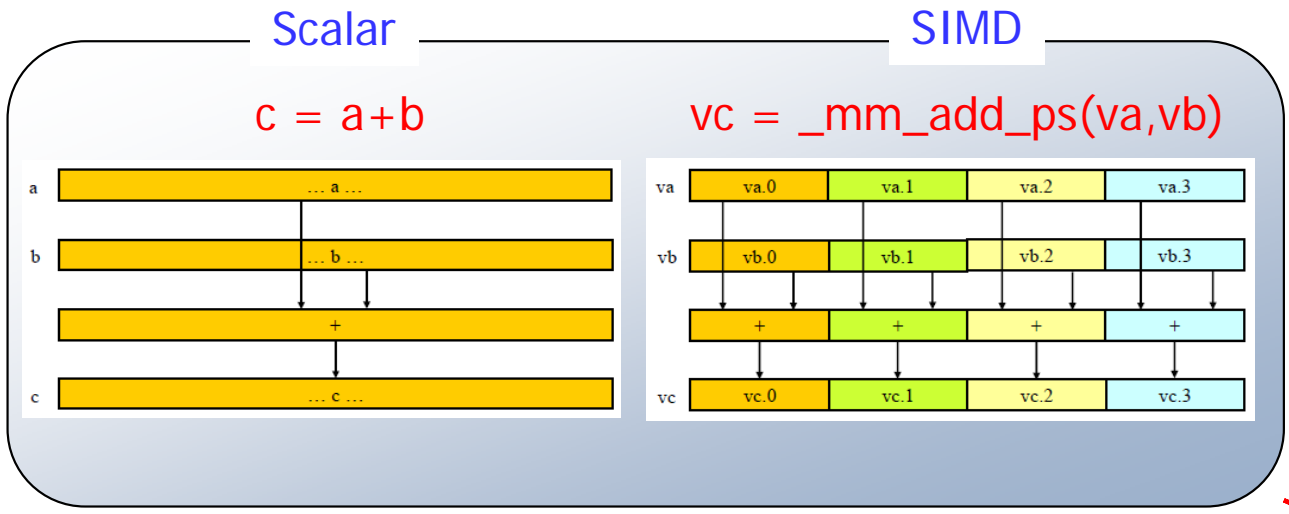 Scalar
SIMD
c = a+b
vc = _mm_add_ps(va,vb)
a ... a ...
b ... b ...
+
c ... c ...
va va.0 va.1 va.2 va.3
vb vb.0 vb.1 vb.2 vb.3
+ + + +
vc vc.0 vc.1 vc.2 vc.3